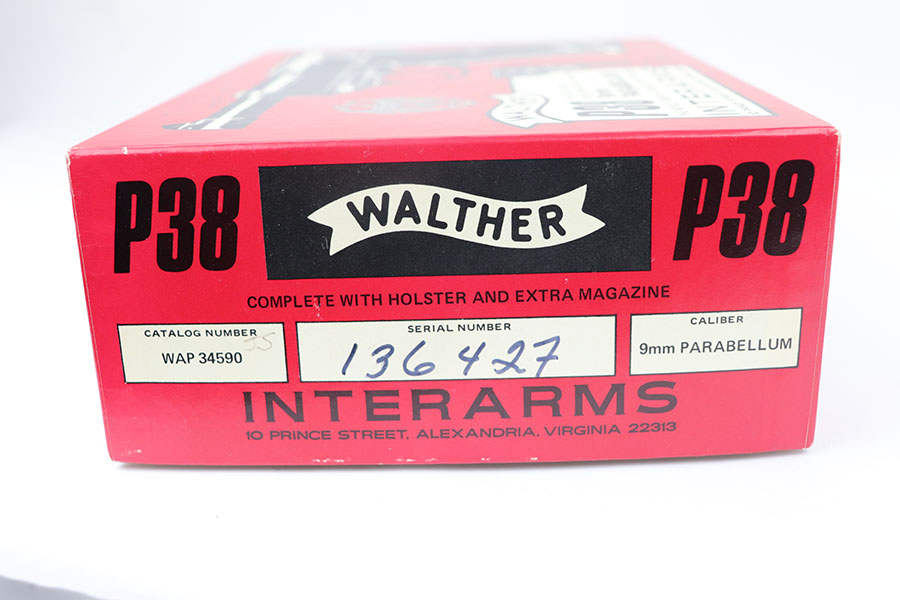 P38
WALTHER
P38
COMPLETE WITH HOLSTER AND EXTRA MAGAZINE
CATALOG NUMBER
WAP 34590
SERIAL NUMBER
136427
CALIBER
9mm PARABELLUM
INTERARMS
10 PRINCE STREET, ALEXANDRIA, VIRGINIA 22313
P38